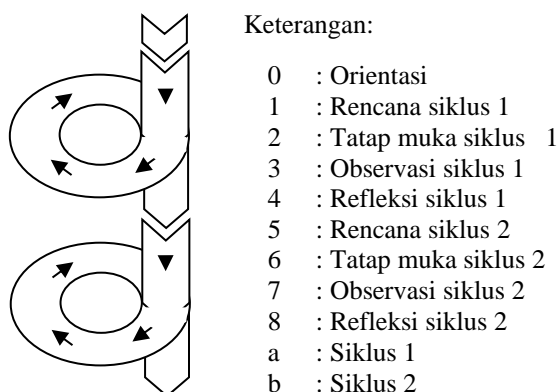 Keterangan:
0 : Orientasi
1 : Rencana siklus 1
2 : Tatap muka siklus 1
3 : Observasi siklus 1
4 : Refleksi siklus 1
5 : Rencana siklus 2
6 : Tatap muka siklus 2
7 : Observasi siklus 2
8 : Refleksi siklus 2
a : Siklus 1
b : Siklus 2